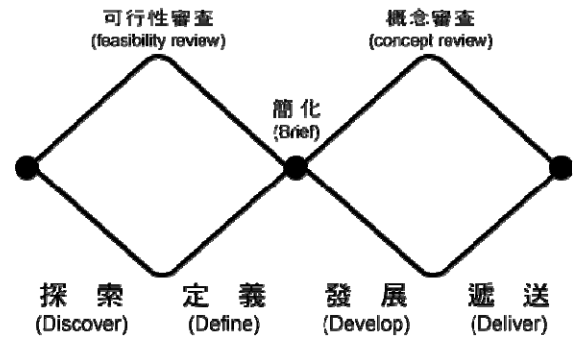 可行性審查
(feasibility review)
概念審查
(concept review)
簡化
(Brief)
探索
(Discover)
定義
(Define)
發展
(Develop)
遞送
(Deliver)